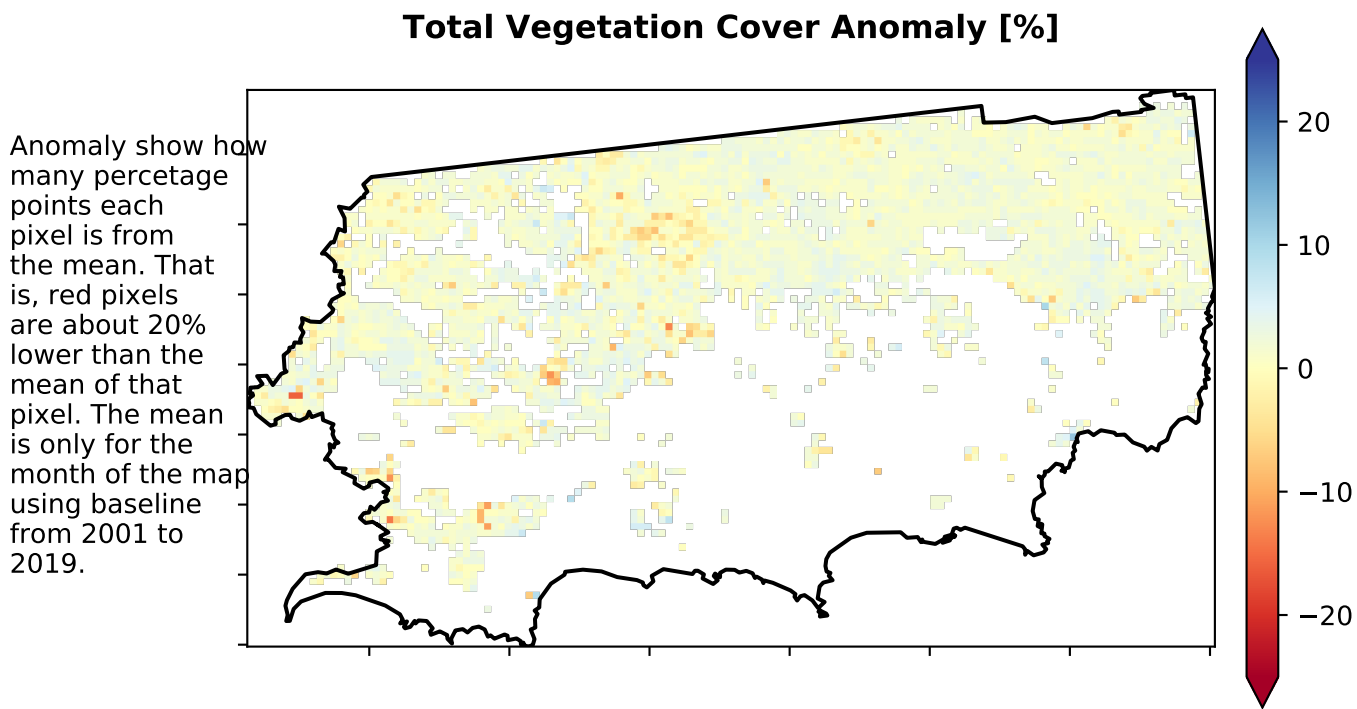 Total Vegetation Cover Anomaly [%]
Anomaly show how
many percetage
points each
pixel is from
the mean. That
is, red pixels
are about 20%
lower than the
mean of that
pixel. The mean
is only for the
month of the map
using baseline
from 2001 to
2019.
20
10
0
−10
−20